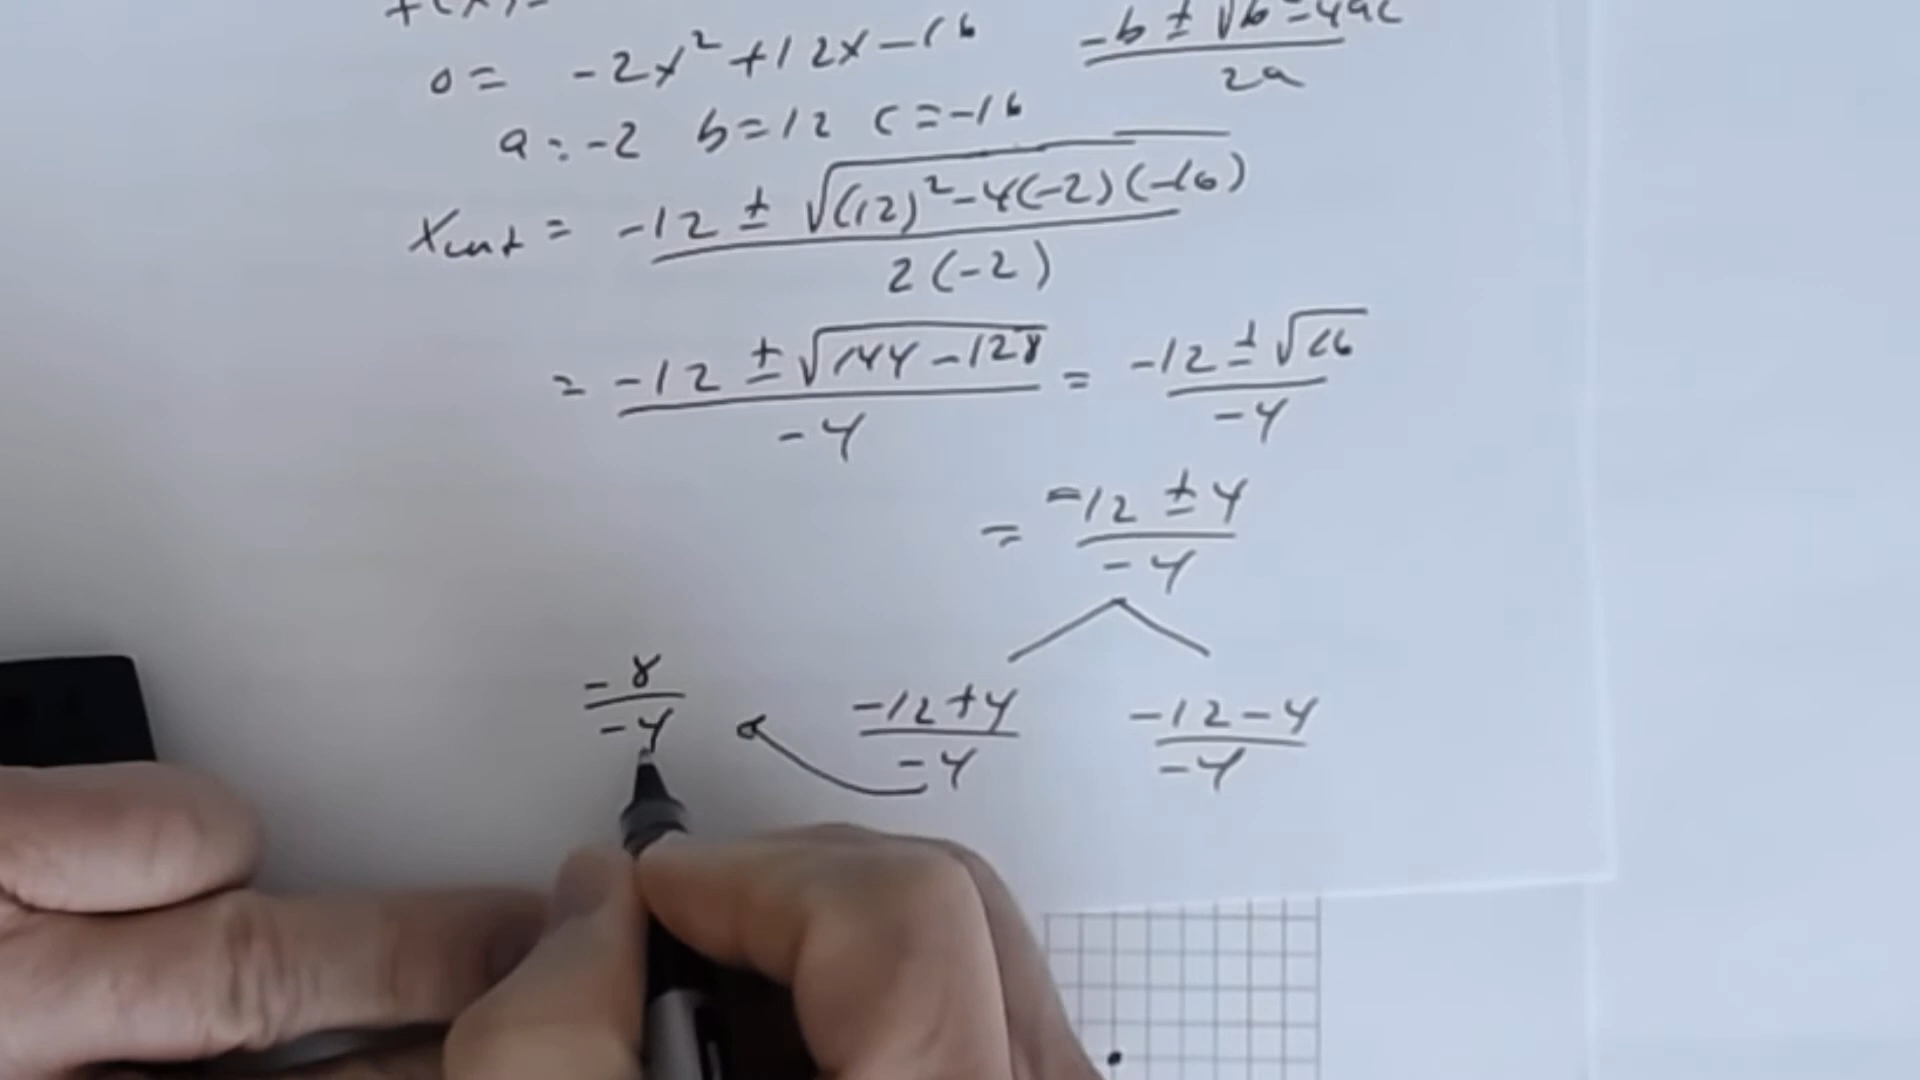 f(x)=
0 = -2x²+12x-16
-b ± √b²-4ac / 2a
a = -2 b=12 c=-16
x_int = -12 ± √(12)²-4(-2)(-16) / 2(-2)
= -12 ± √144-128 / -4 = -12 ± √16 / -4
= -12 ± 4 / -4
-8 / -4 -12+4 / -4 -12-4 / -4